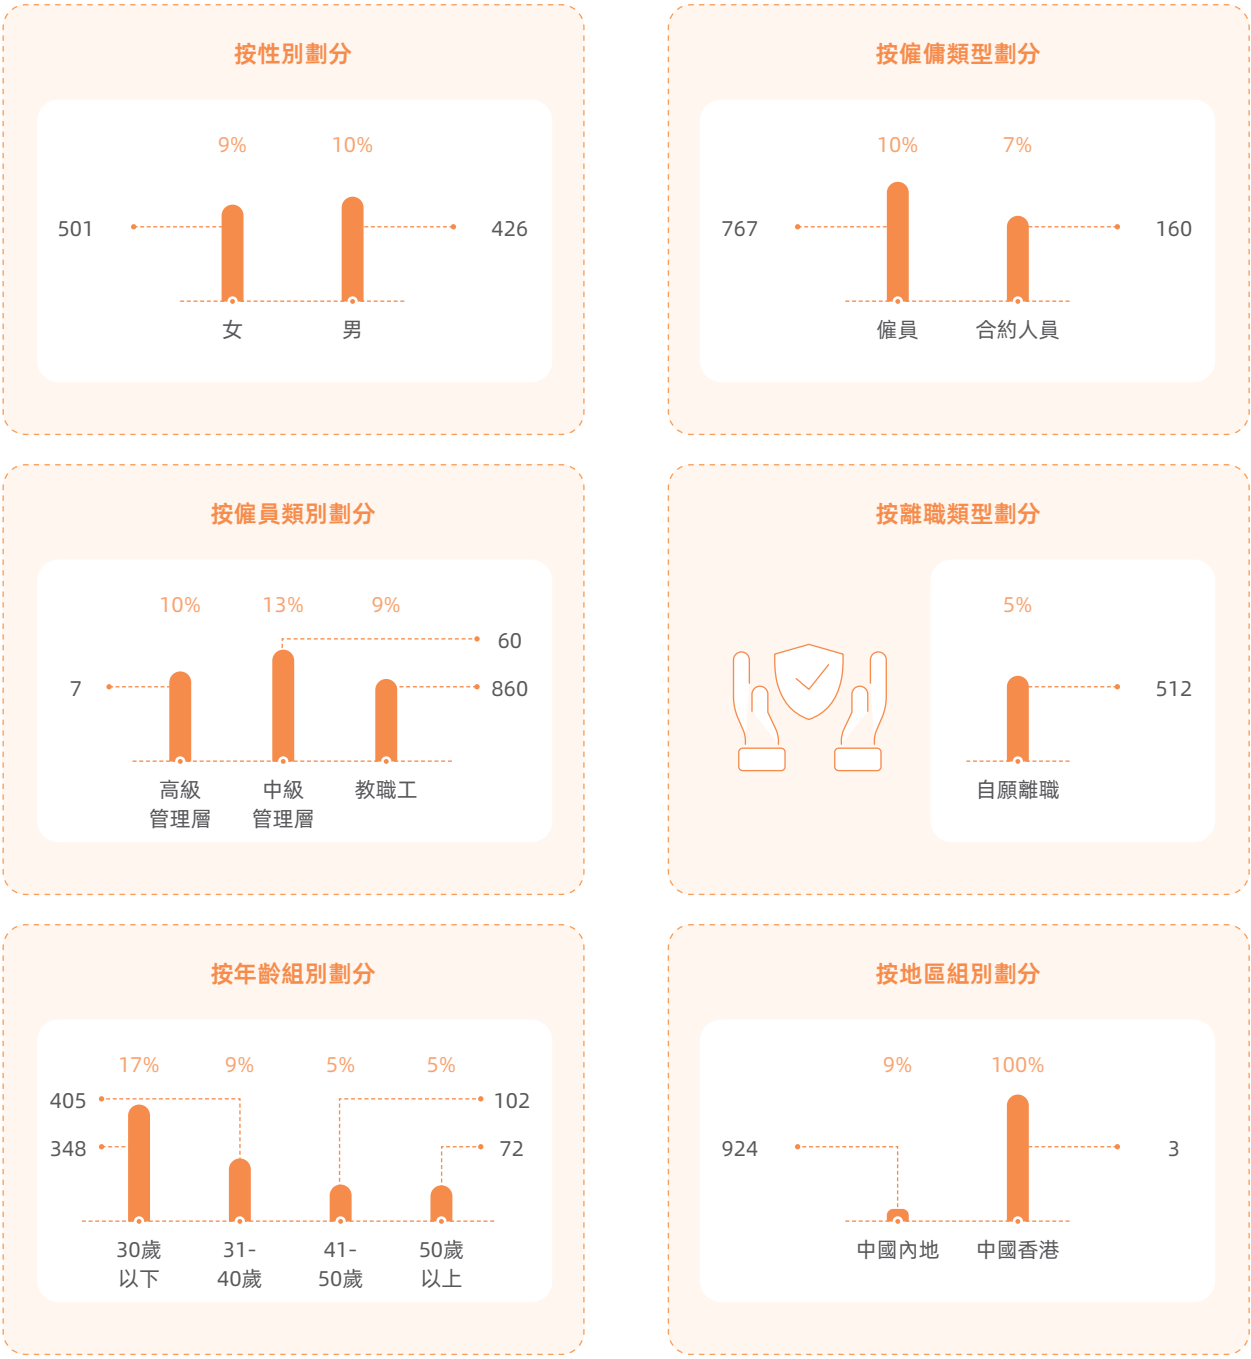 按性別劃分
9% 10%
501 426
女 男
按僱傭類型劃分
10% 7%
767 160
僱員 合約人員
按僱員類別劃分
10% 13% 9%
60
7 860
高級 中級 教職工
管理層 管理層
按離職類型劃分
5%
512
自願離職
按年齡組別劃分
17% 9% 5% 5%
405 102
348 72
30歲 31- 41- 50歲
以下 40歲 50歲 以上
按地區組別劃分
9% 100%
924 3
中國內地 中國香港